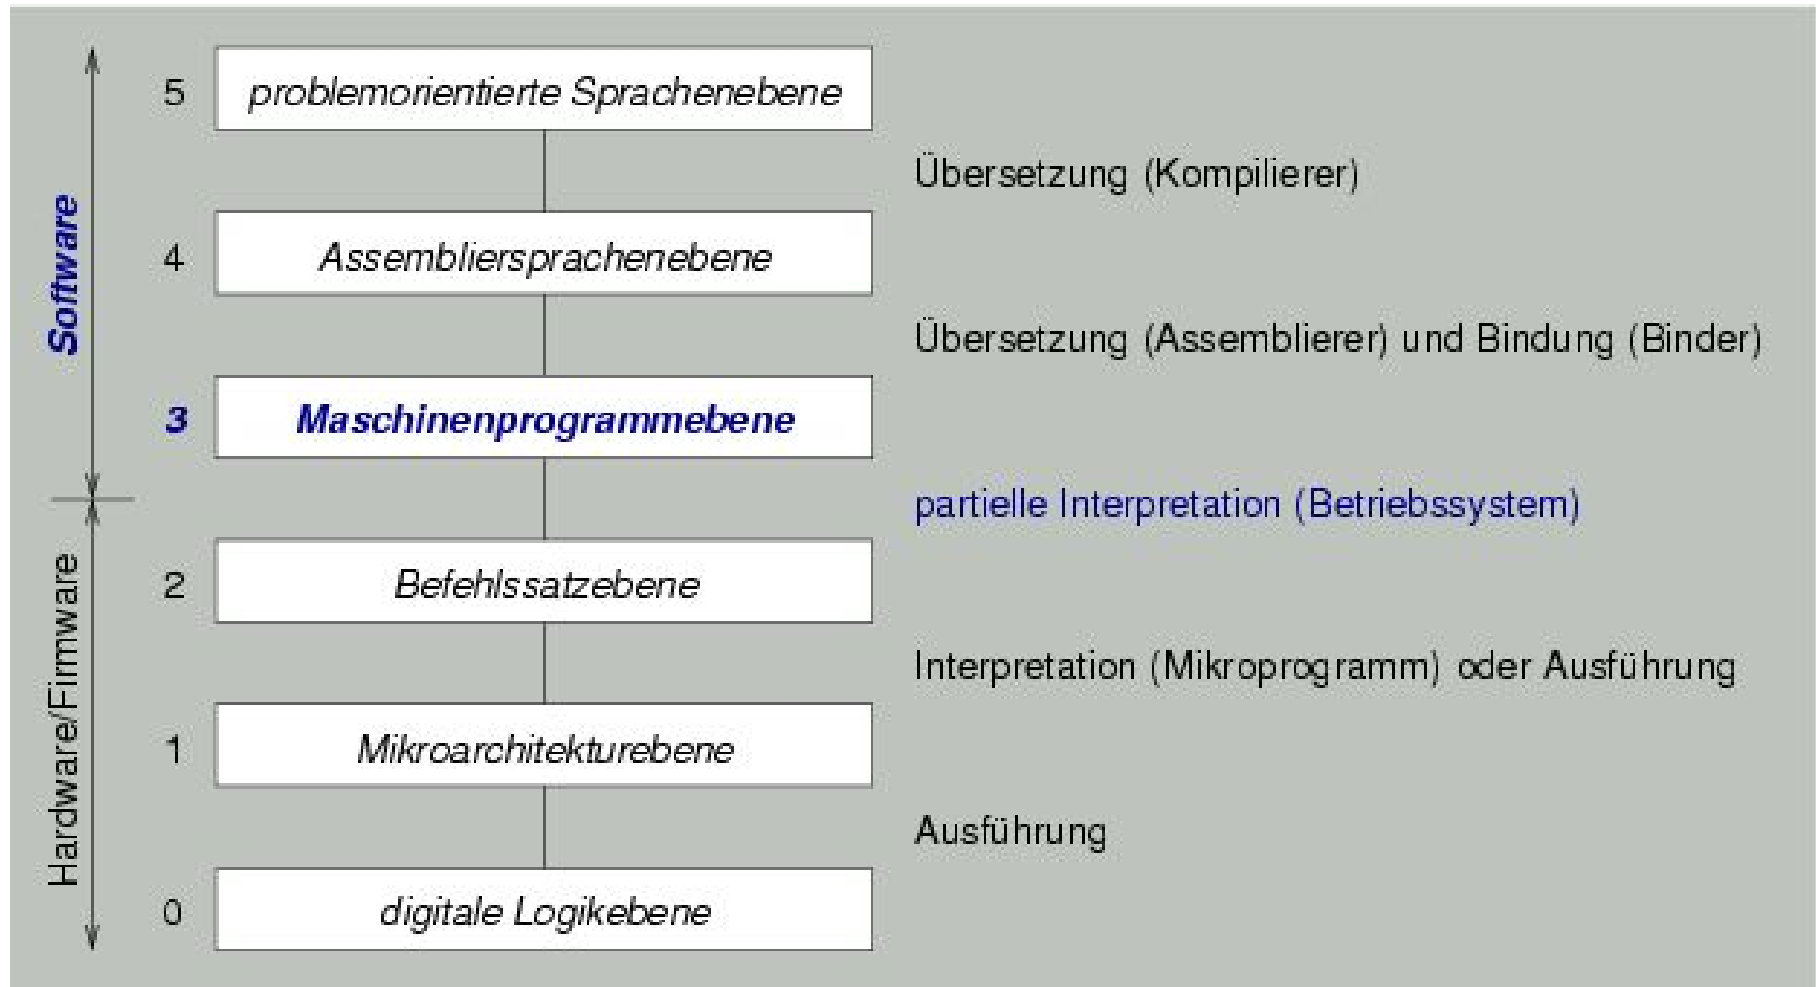 5 problemorientierte Sprachenebene
Übersetzung (Kompilierer)
4 Assembliersprachenebene
Übersetzung (Assemblierer) und Bindung (Binder)
3 Maschinenprogrammebene
partielle Interpretation (Betriebssystem)
2 Befehlssatzebene
Interpretation (Mikroprogramm) oder Ausführung
1 Mikroarchitekturebene
Ausführung
0 digitale Logikebene
Software
Hardware/Firmware